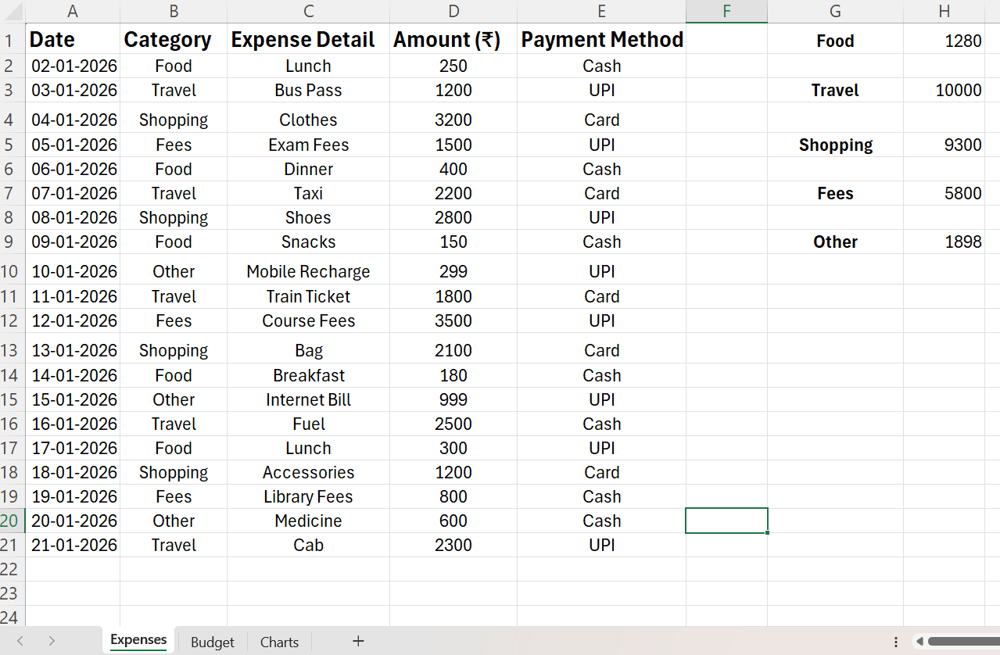 A B C D E F G H
1 Date Category Expense Detail Amount (₹) Payment Method Food 1280
2 02-01-2026 Food Lunch 250 Cash
3 03-01-2026 Travel Bus Pass 1200 UPI Travel 10000
4 04-01-2026 Shopping Clothes 3200 Card
5 05-01-2026 Fees Exam Fees 1500 UPI Shopping 9300
6 06-01-2026 Food Dinner 400 Cash
7 07-01-2026 Travel Taxi 2200 Card Fees 5800
8 08-01-2026 Shopping Shoes 2800 UPI
9 09-01-2026 Food Snacks 150 Cash Other 1898
10 10-01-2026 Other Mobile Recharge 299 UPI
11 11-01-2026 Travel Train Ticket 1800 Card
12 12-01-2026 Fees Course Fees 3500 UPI
13 13-01-2026 Shopping Bag 2100 Card
14 14-01-2026 Food Breakfast 180 Cash
15 15-01-2026 Other Internet Bill 999 UPI
16 16-01-2026 Travel Fuel 2500 Cash
17 17-01-2026 Food Lunch 300 UPI
18 18-01-2026 Shopping Accessories 1200 Card
19 19-01-2026 Fees Library Fees 800 Cash
20 20-01-2026 Other Medicine 600 Cash
21 21-01-2026 Travel Cab 2300 UPI
22
23
24
Expenses Budget Charts